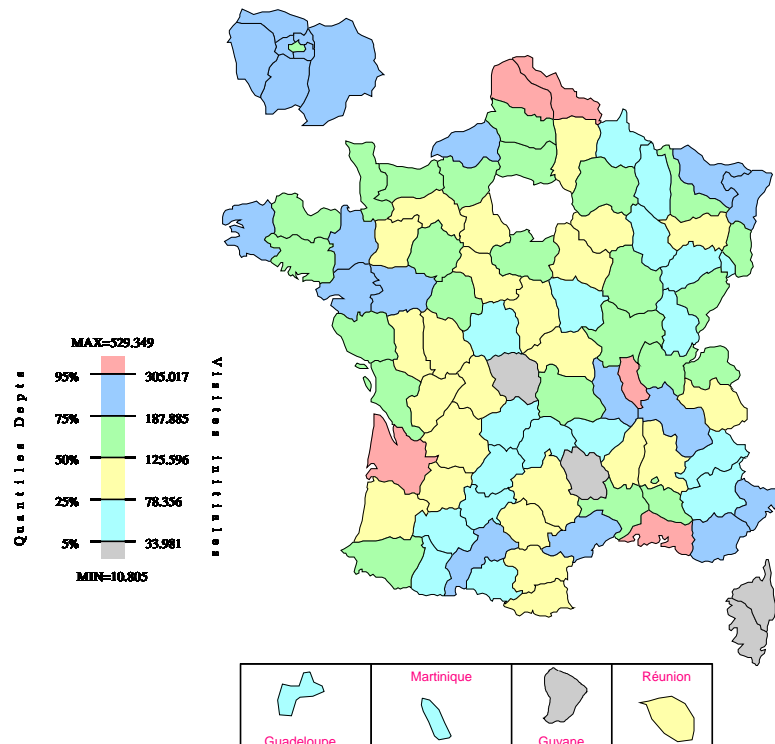 MAX=529.349
95% 305.017
75% 187.885
50% 125.596
25% 78.356
5% 33.981
MIN=10.805
Quantiles Depts
Visites initiales
Martinique
Réunion
Guadeloupe
Guyane